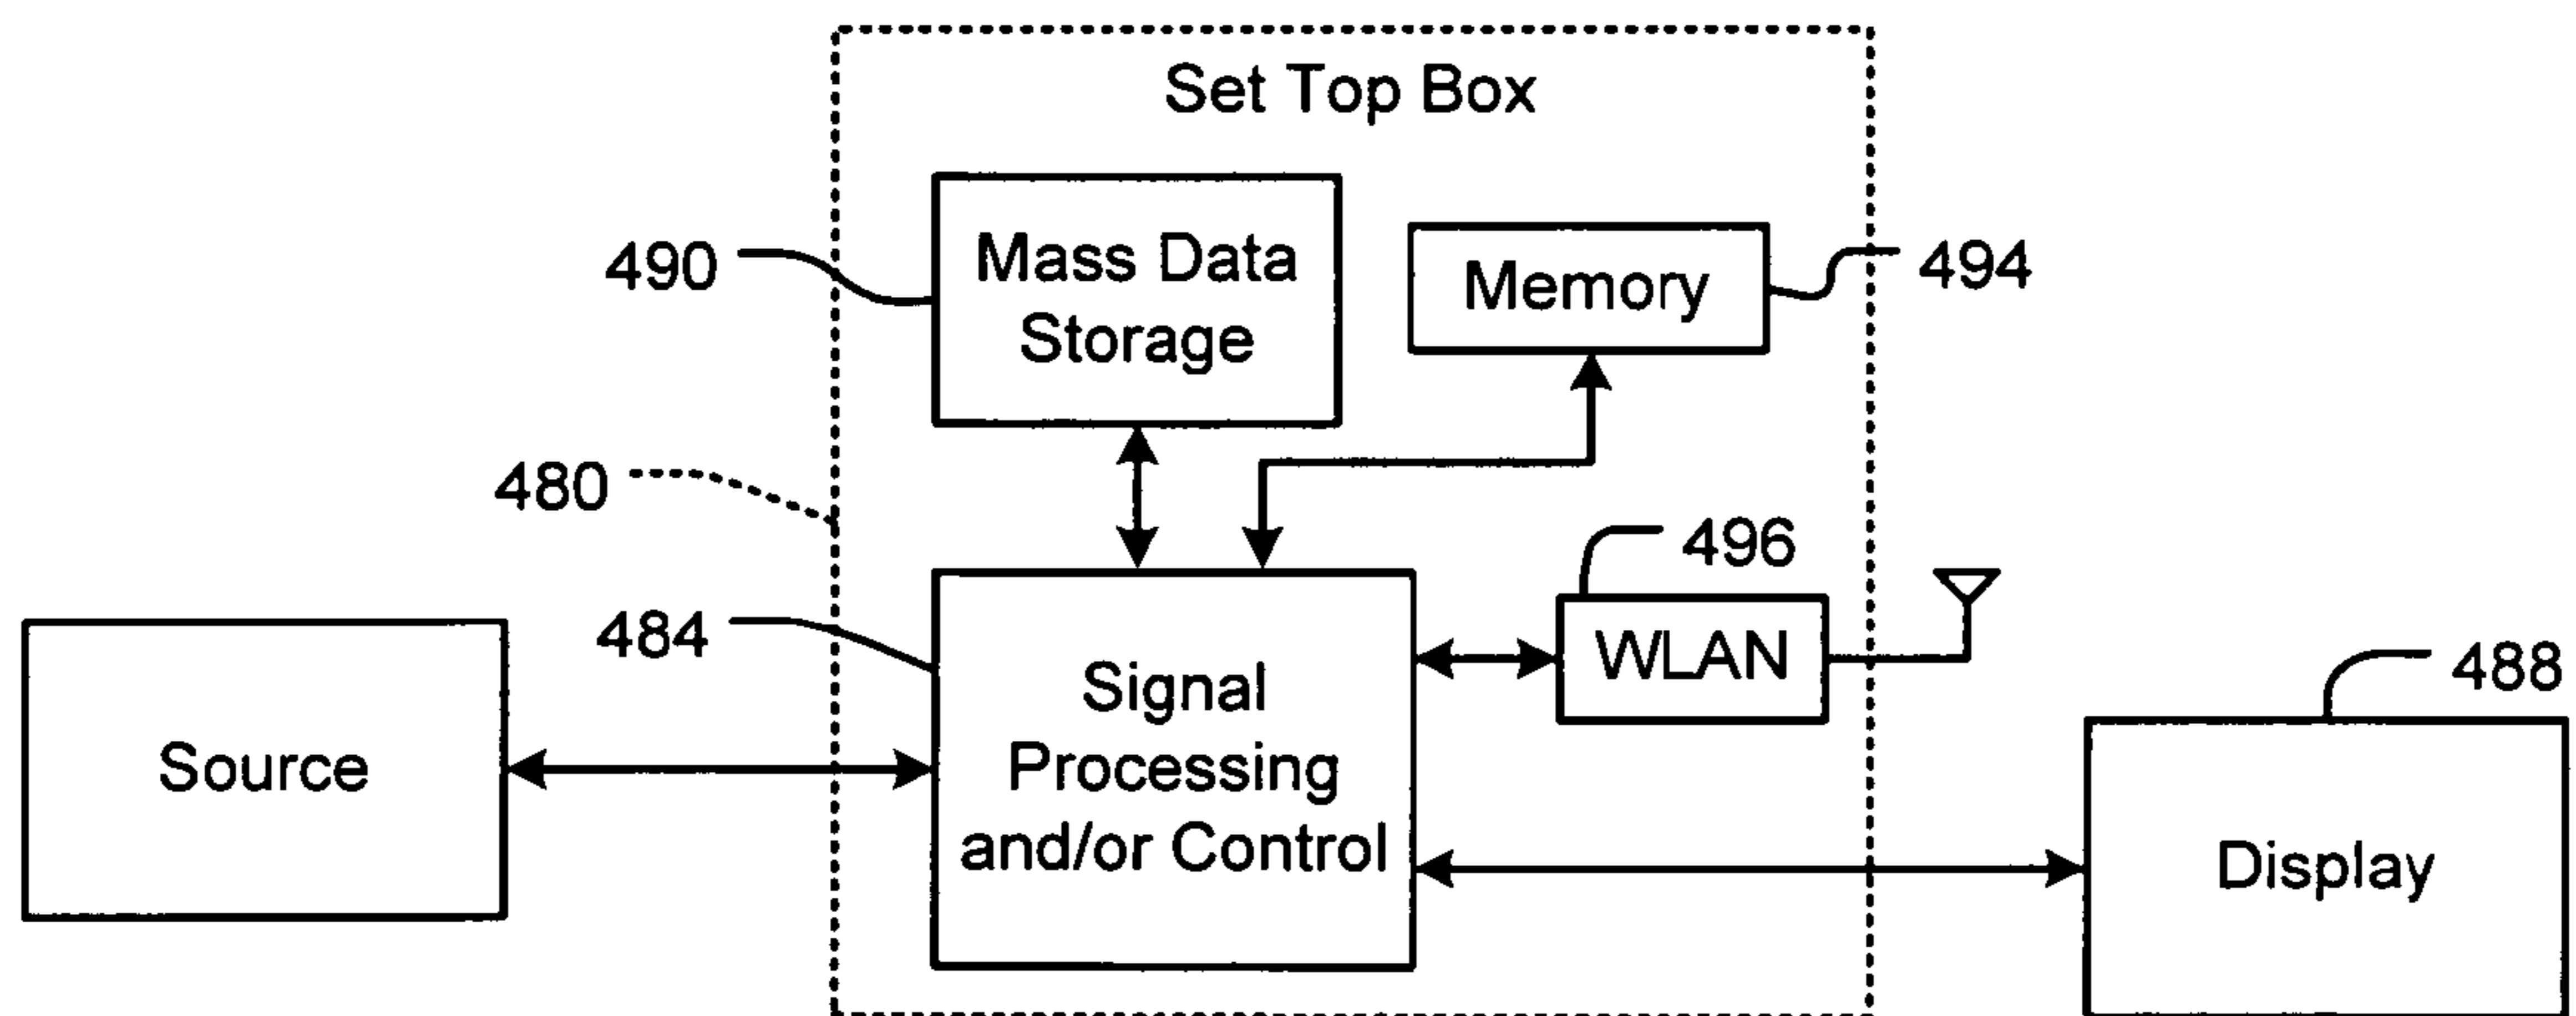 Set Top Box
490
Mass Data
Storage
Memory
494
480
496
484
WLAN
488
Source
Signal
Processing
and/or Control
Display